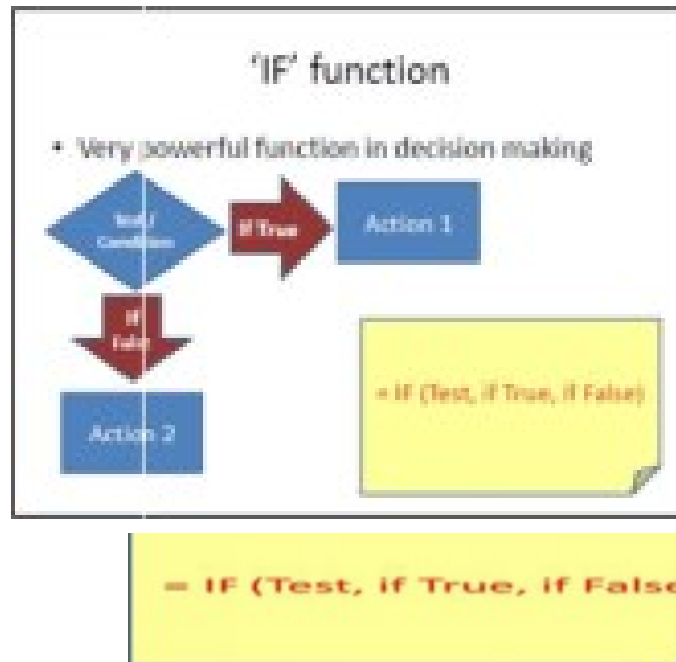 ‘IF’ function
• Very powerful function in decision making
Test /
Condition
If True
Action 1
If
False
Action 2
= IF (Test, if True, if False)
= IF (Test, if True, if False